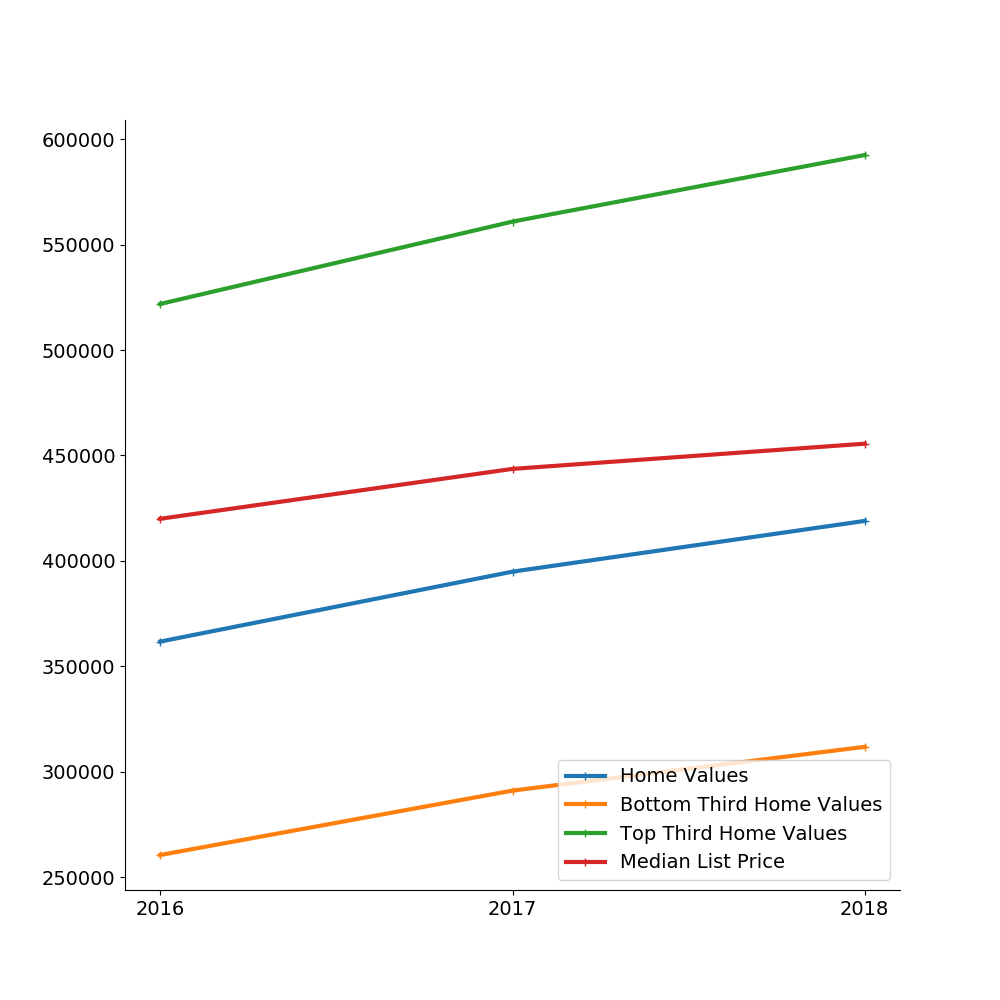 600000
550000
500000
450000
400000
350000
300000
250000
2016 2017 2018
Home Values
Bottom Third Home Values
Top Third Home Values
Median List Price